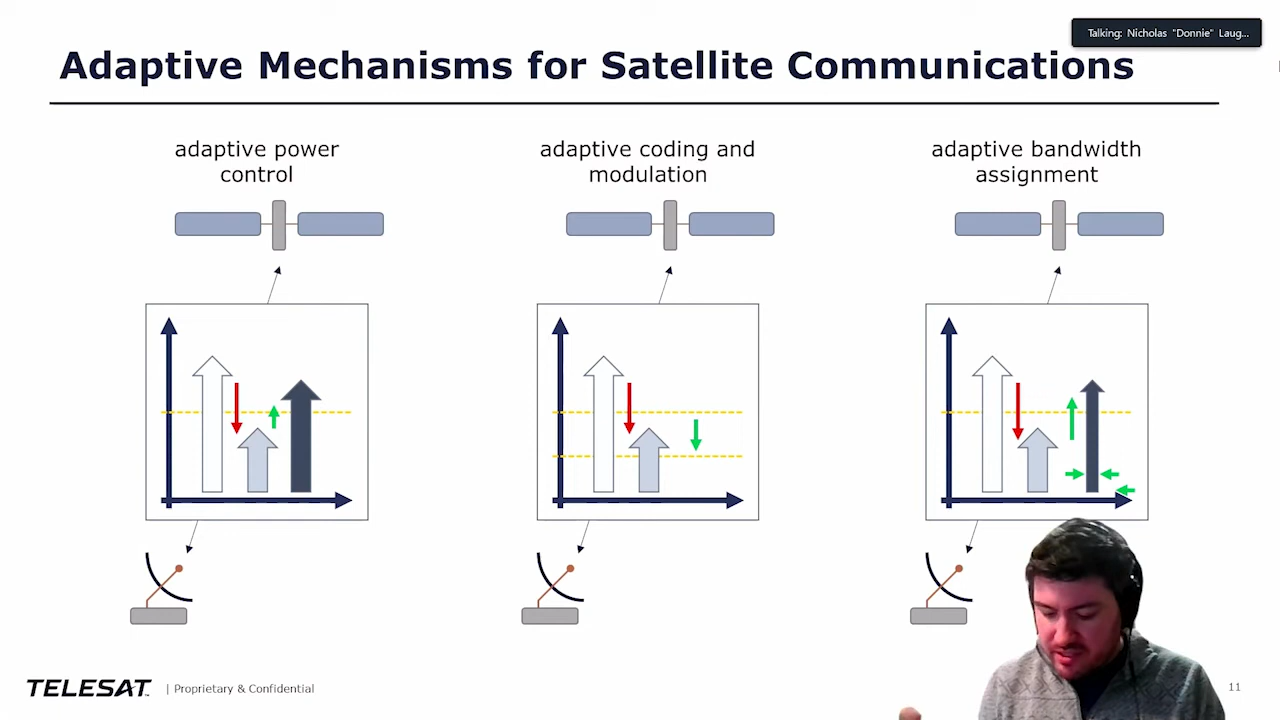 Talking: Nicholas "Donnie" Laug...
Adaptive Mechanisms for Satellite Communications
adaptive power
control
adaptive coding and
modulation
adaptive bandwidth
assignment
TELESAT™ | Proprietary & Confidential
11